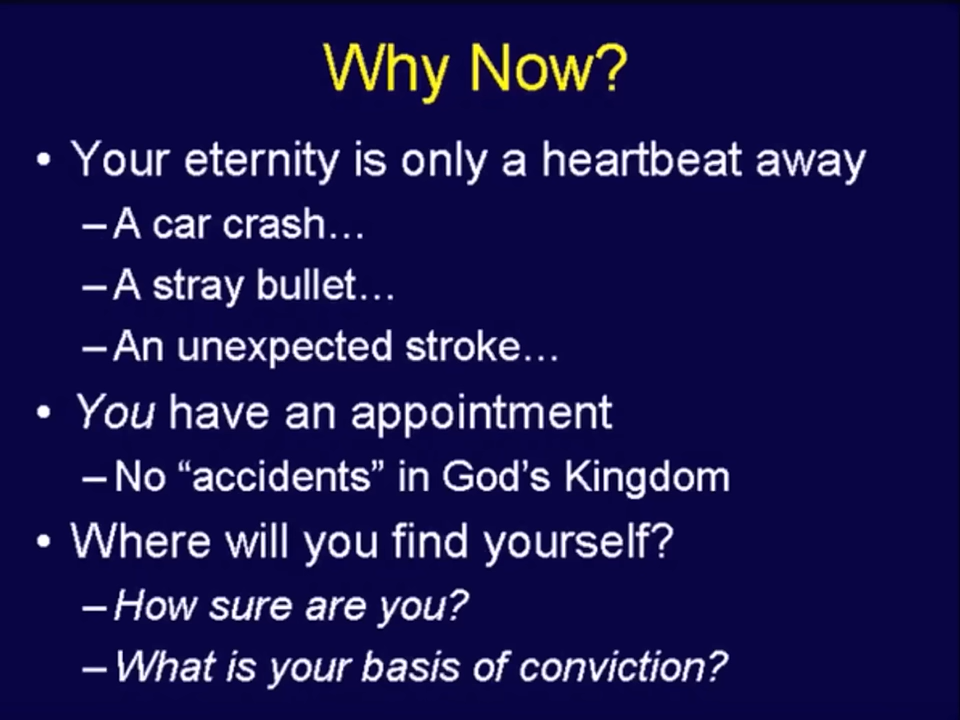 Why Now?
• Your eternity is only a heartbeat away
– A car crash…
– A stray bullet…
– An unexpected stroke…
• You have an appointment
– No “accidents” in God’s Kingdom
• Where will you find yourself?
– How sure are you?
– What is your basis of conviction?